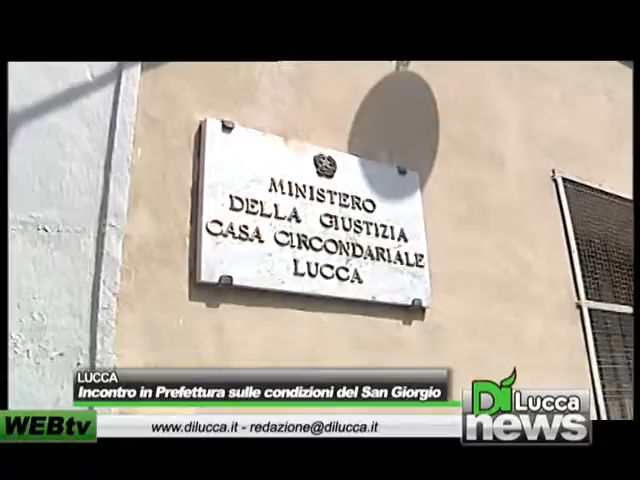 MINISTERO
DELLA GIUSTIZIA
CASA CIRCONDARIALE
LUCCA
LUCCA
Incontro in Prefettura sulle condizioni del San Giorgio
WEBtv
www.dilucca.it - redazione@dilucca.it
Dì Lucca
news